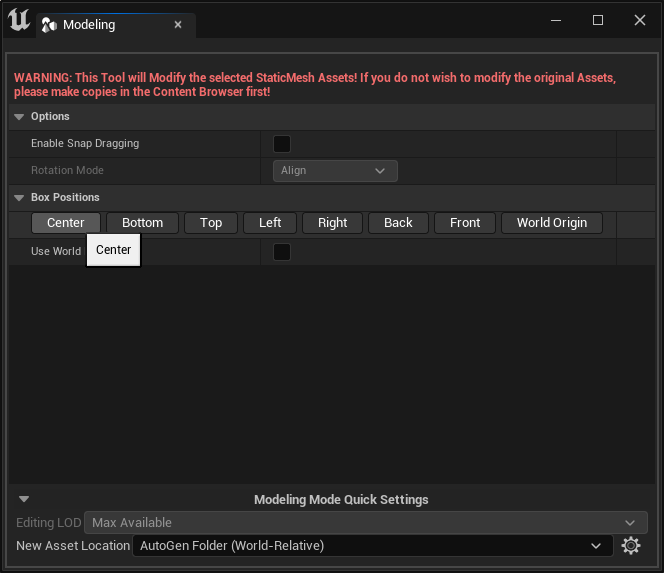 Modeling
WARNING: This Tool will Modify the selected StaticMesh Assets! If you do not wish to modify the original Assets,
please make copies in the Content Browser first!
Options
Enable Snap Dragging
Rotation Mode Align
Box Positions
Center Bottom Top Left Right Back Front World Origin
Use World
Center
Modeling Mode Quick Settings
Editing LOD Max Available
New Asset Location AutoGen Folder (World-Relative)